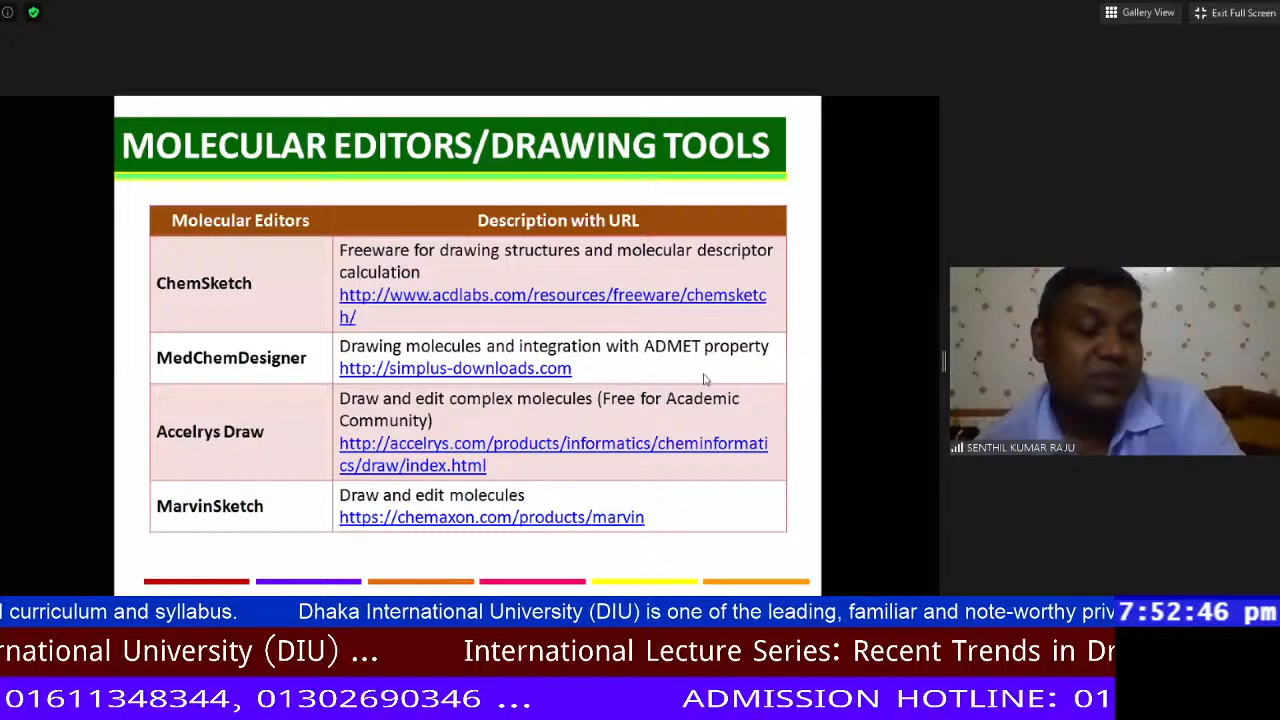 Gallery View
Exit Full Screen
MOLECULAR EDITORS/DRAWING TOOLS
Molecular Editors
Description with URL
ChemSketch
Freeware for drawing structures and molecular descriptor
calculation
http://www.acdlabs.com/resources/freeware/chemsketc
h/
MedChemDesigner
Drawing molecules and integration with ADMET property
http://simplus-downloads.com
Accelrys Draw
Draw and edit complex molecules (Free for Academic
Community)
http://accelrys.com/products/informatics/cheminformati
cs/draw/index.html
MarvinSketch
Draw and edit molecules
https://chemaxon.com/products/marvin
SENTHIL KUMAR RAJU
curriculum and syllabus. Dhaka International University (DIU) is one of the leading, familiar and note-worthy priv
7:52:46 pm
rnational University (DIU) ... International Lecture Series: Recent Trends in Dr
01611348344, 01302690346 ... ADMISSION HOTLINE: 01